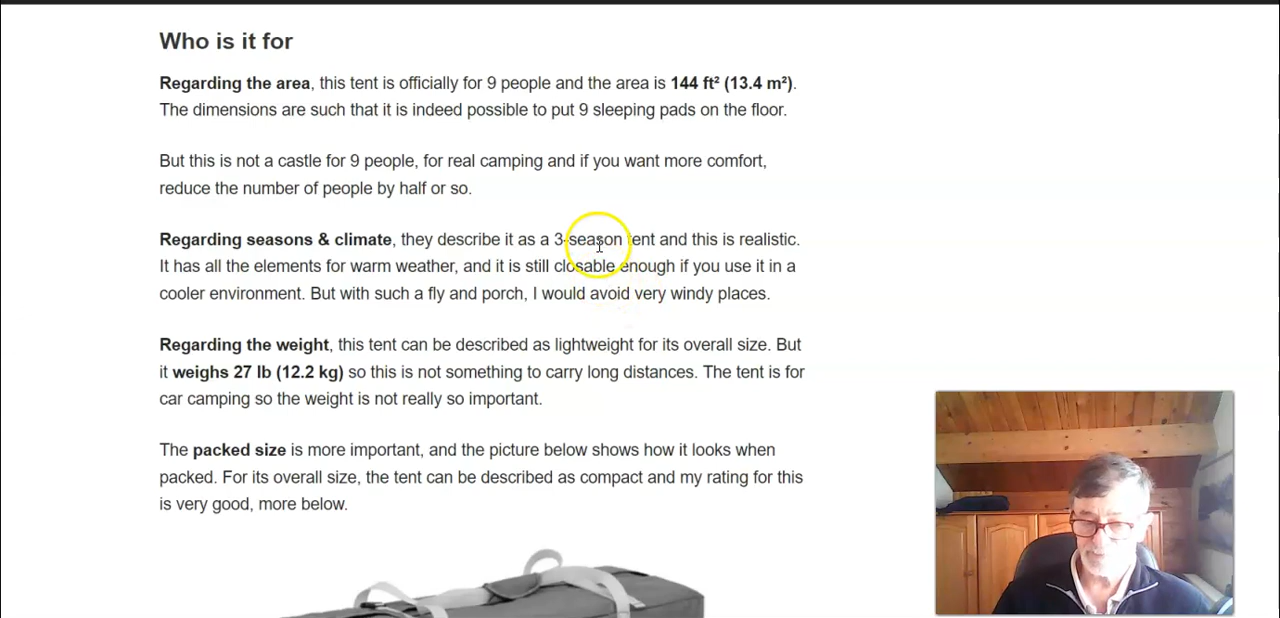 Who is it for
Regarding the area, this tent is officially for 9 people and the area is 144 ft² (13.4 m²).
The dimensions are such that it is indeed possible to put 9 sleeping pads on the floor.
But this is not a castle for 9 people, for real camping and if you want more comfort,
reduce the number of people by half or so.
Regarding seasons & climate, they describe it as a 3-season tent and this is realistic.
It has all the elements for warm weather, and it is still closable enough if you use it in a
cooler environment. But with such a fly and porch, I would avoid very windy places.
Regarding the weight, this tent can be described as lightweight for its overall size. But
it weighs 27 lb (12.2 kg) so this is not something to carry long distances. The tent is for
car camping so the weight is not really so important.
The packed size is more important, and the picture below shows how it looks when
packed. For its overall size, the tent can be described as compact and my rating for this
is very good, more below.